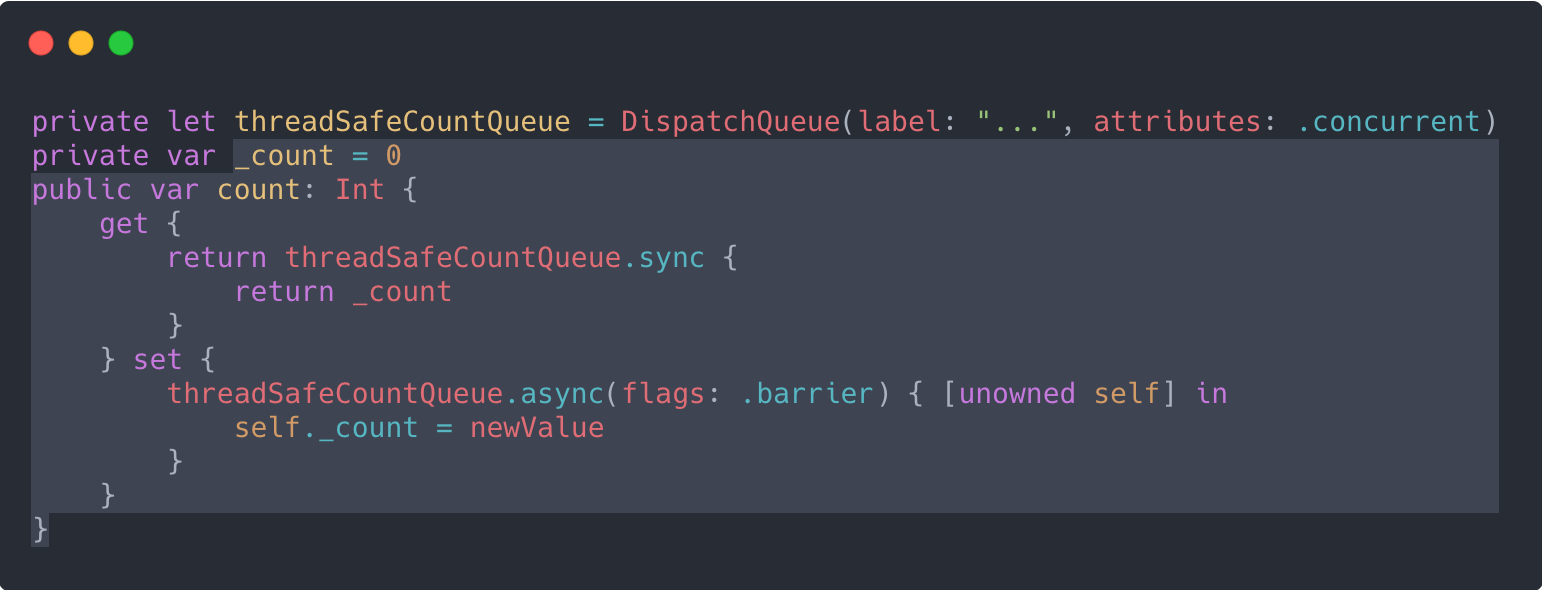 private let threadSafeCountQueue = DispatchQueue(label: "...", attributes: .concurrent)
private var _count = 0
public var count: Int {
    get {
        return threadSafeCountQueue.sync {
            return _count
        }
    } set {
        threadSafeCountQueue.async(flags: .barrier) { [unowned self] in
            self._count = newValue
        }
    }
}